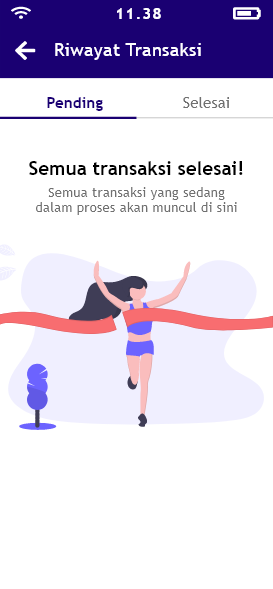 11.38
Riwayat Transaksi
Pending
Selesai
Semua transaksi selesai!
Semua transaksi yang sedang
dalam proses akan muncul di sini